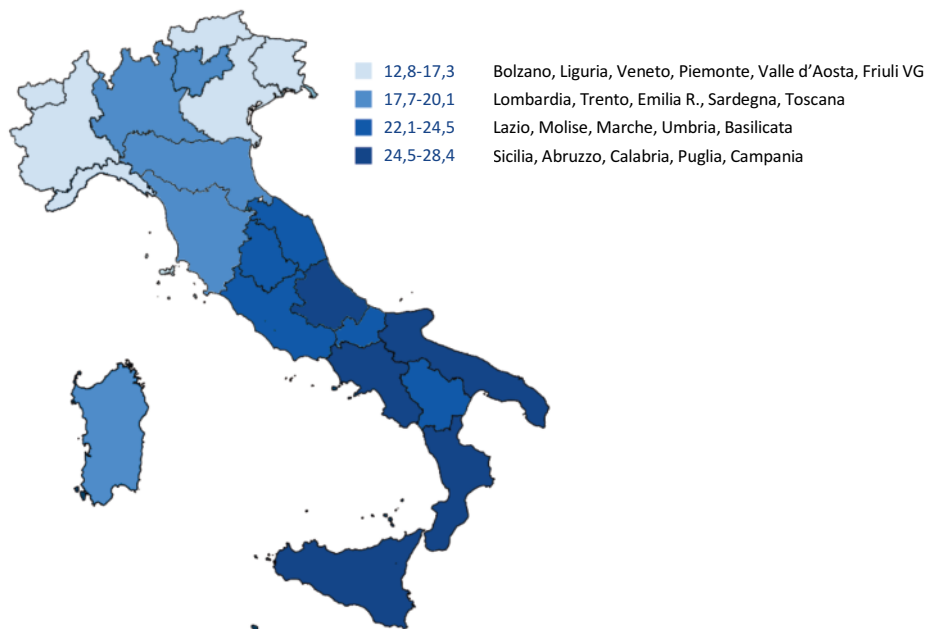 12,8-17,3 Bolzano, Liguria, Veneto, Piemonte, Valle d’Aosta, Friuli VG
17,7-20,1 Lombardia, Trento, Emilia R., Sardegna, Toscana
22,1-24,5 Lazio, Molise, Marche, Umbria, Basilicata
24,5-28,4 Sicilia, Abruzzo, Calabria, Puglia, Campania